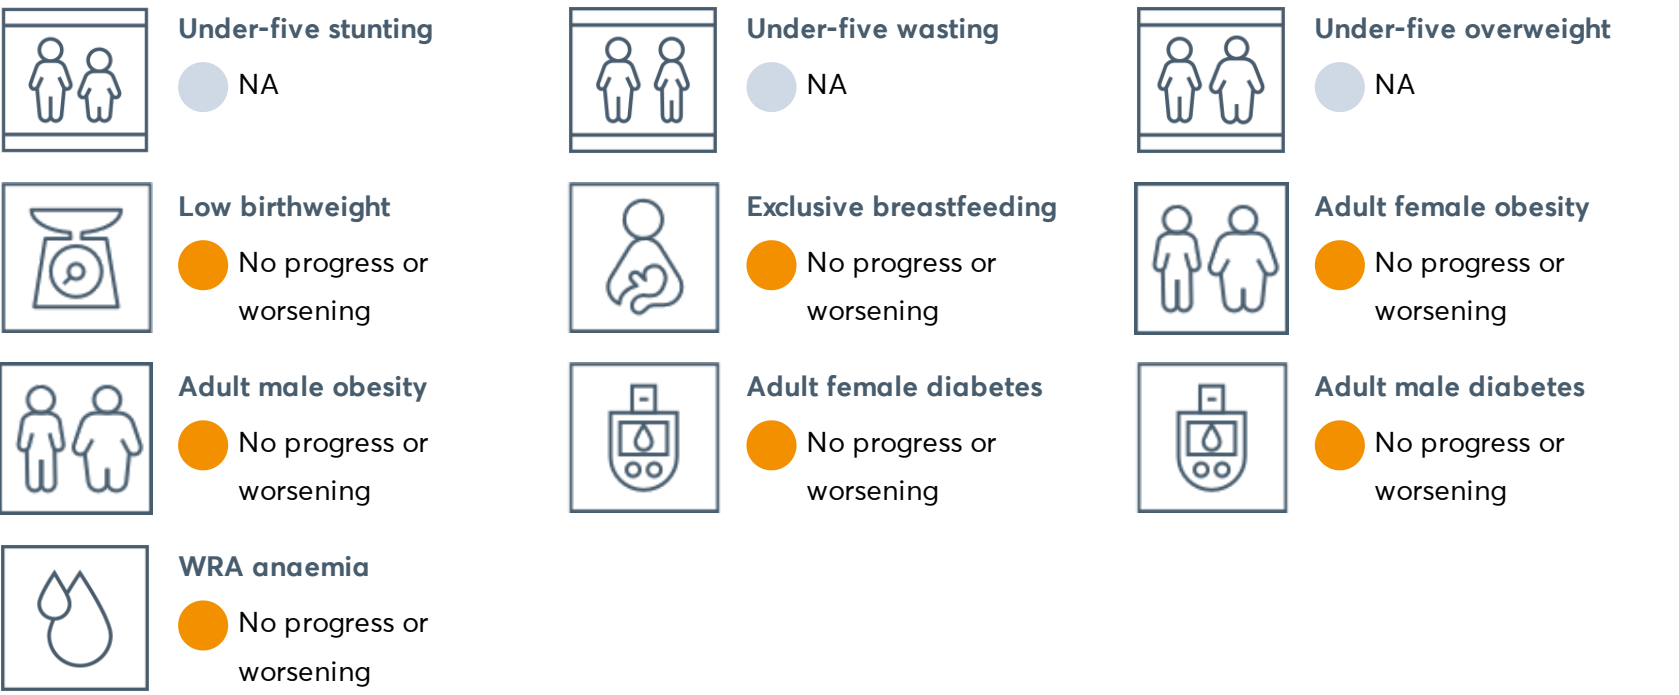 Under-five stunting
NA
Under-five wasting
NA
Under-five overweight
NA
Low birthweight
No progress or
worsening
Exclusive breastfeeding
No progress or
worsening
Adult female obesity
No progress or
worsening
Adult male obesity
No progress or
worsening
Adult female diabetes
No progress or
worsening
Adult male diabetes
No progress or
worsening
WRA anaemia
No progress or
worsening